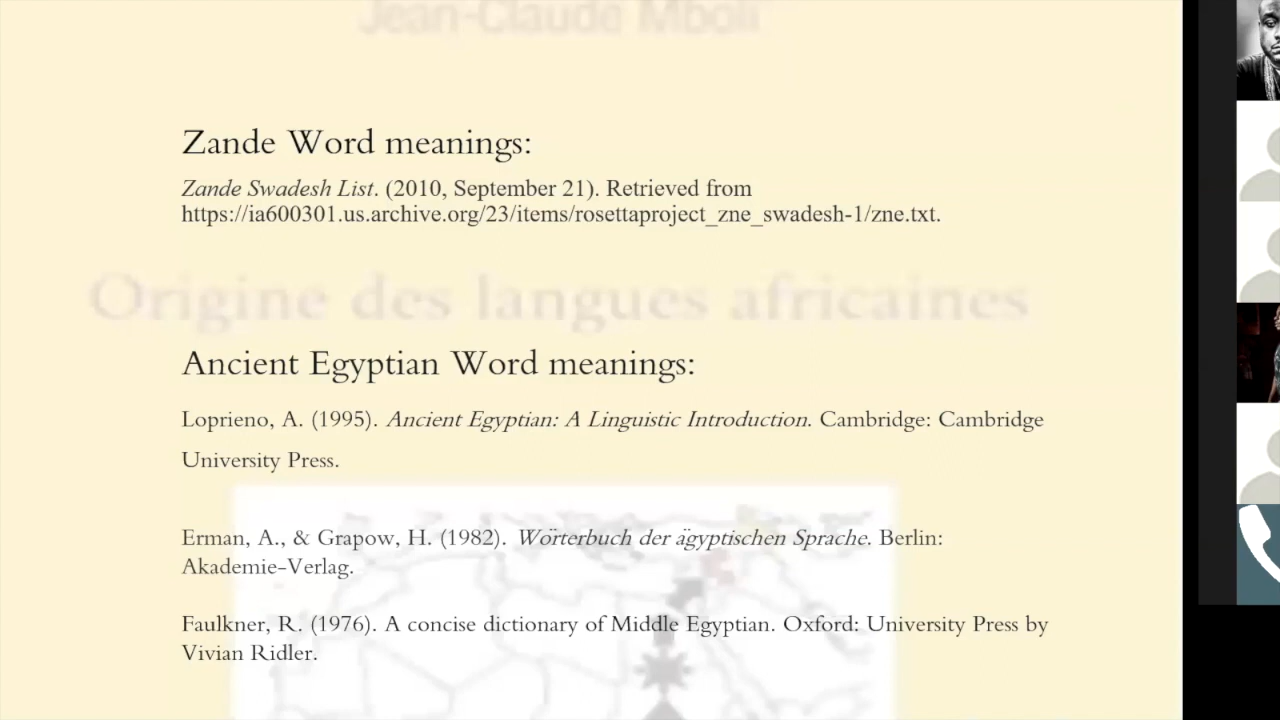 Jean-Claude Mboli
Zande Word meanings:
Zande Swadesh List. (2010, September 21). Retrieved from
https://ia600301.us.archive.org/23/items/rosettaproject_zne_swadesh-1/zne.txt.
Origine des langues africaines
Ancient Egyptian Word meanings:
Loprieno, A. (1995). Ancient Egyptian: A Linguistic Introduction. Cambridge: Cambridge
University Press.
Erman, A., & Grapow, H. (1982). Wörterbuch der ägyptischen Sprache. Berlin:
Akademie-Verlag.
Faulkner, R. (1976). A concise dictionary of Middle Egyptian. Oxford: University Press by
Vivian Ridler.